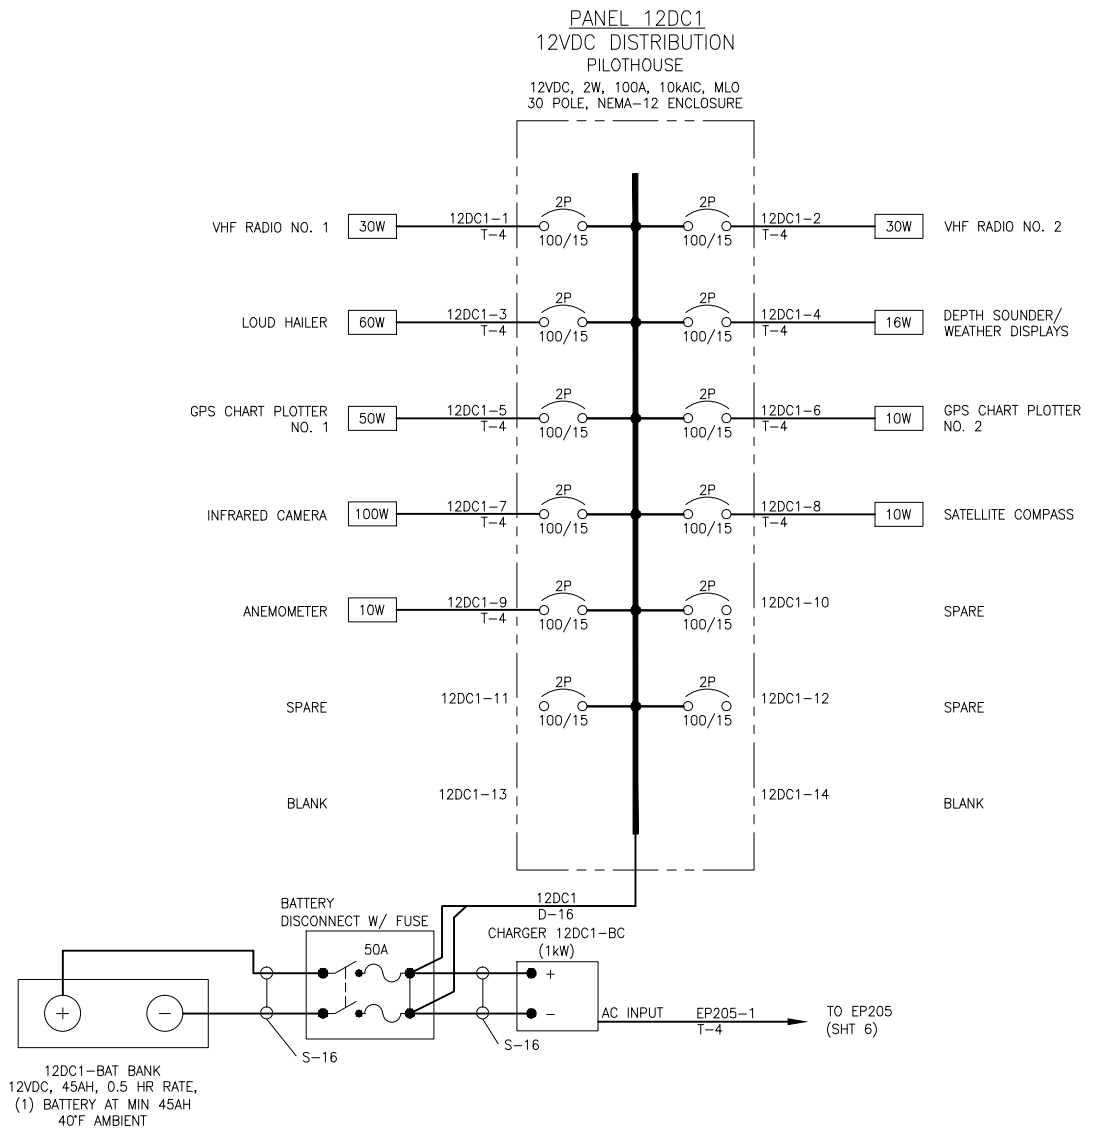 PANEL 12DC1
12VDC DISTRIBUTION
PILOTHOUSE
12VDC, 2W, 100A, 10kAIC, MLO
30 POLE, NEMA-12 ENCLOSURE
VHF RADIO NO. 1
30W
12DC1-1
T-4
2P
100/15
2P
100/15
12DC1-2
T-4
30W
VHF RADIO NO. 2
LOUD HAILER
60W
12DC1-3
T-4
2P
100/15
2P
100/15
12DC1-4
T-4
16W
DEPTH SOUNDER/
WEATHER DISPLAYS
GPS CHART PLOTTER
NO. 1
50W
12DC1-5
T-4
2P
100/15
2P
100/15
12DC1-6
T-4
10W
GPS CHART PLOTTER
NO. 2
INFRARED CAMERA
100W
12DC1-7
T-4
2P
100/15
2P
100/15
12DC1-8
T-4
10W
SATELLITE COMPASS
ANEMOMETER
10W
12DC1-9
T-4
2P
100/15
2P
100/15
12DC1-10
SPARE
SPARE
12DC1-11
2P
100/15
2P
100/15
12DC1-12
SPARE
BLANK
12DC1-13
12DC1-14
BLANK
12DC1
D-16
BATTERY
DISCONNECT W/ FUSE
50A
CHARGER 12DC1-BC
(1kW)
+
-
+
-
AC INPUT
EP205-1
T-4
TO EP205
(SHT 6)
S-16
S-16
12DC1-BAT BANK
12VDC, 45AH, 0.5 HR RATE,
(1) BATTERY AT MIN 45AH
40°F AMBIENT